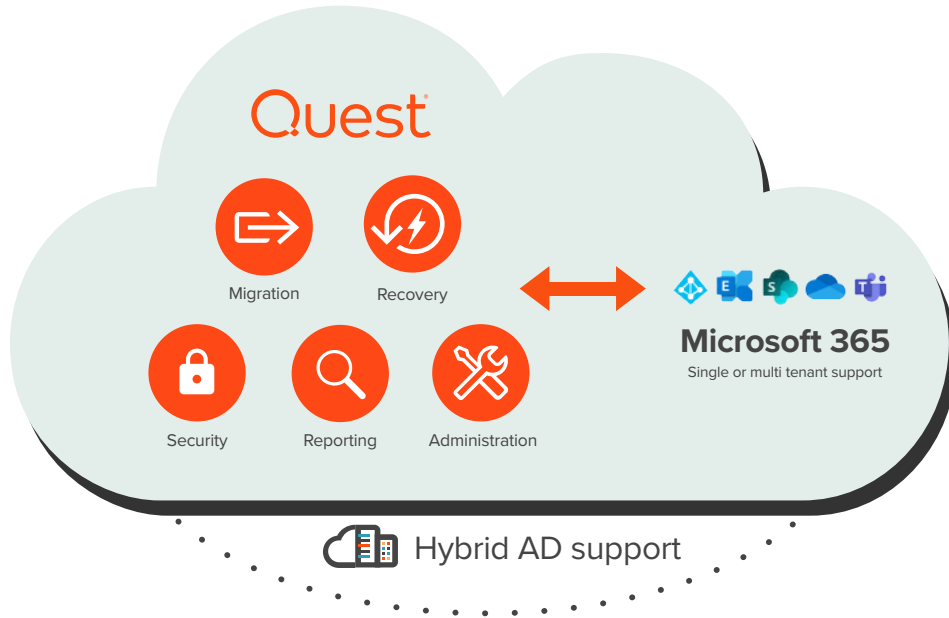 Quest
Migration
Recovery
Security
Reporting
Administration
E
S
T
Microsoft 365
Single or multi tenant support
Hybrid AD support